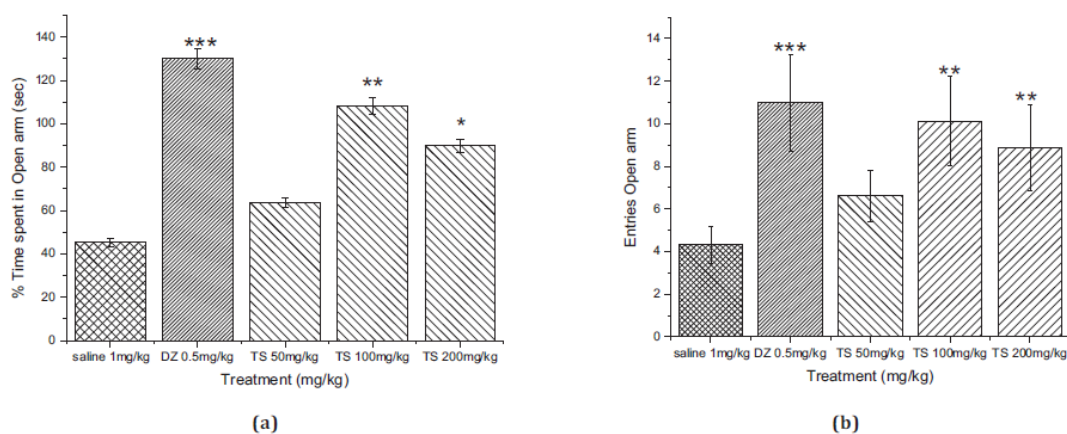 % Time spent in Open arm (sec)
140
120
100
80
60
40
20
0
***
**
*
saline 1mg/kg DZ 0.5mg/kg TS 50mg/kg TS 100mg/kg TS 200mg/kg
Treatment (mg/kg)
(a)
Entries Open arm
14
12
10
8
6
4
2
0
***
**
**
saline 1mg/kg DZ 0.5mg/kg TS 50mg/kg TS 100mg/kg TS 200mg/kg
Treatment (mg/kg)
(b)